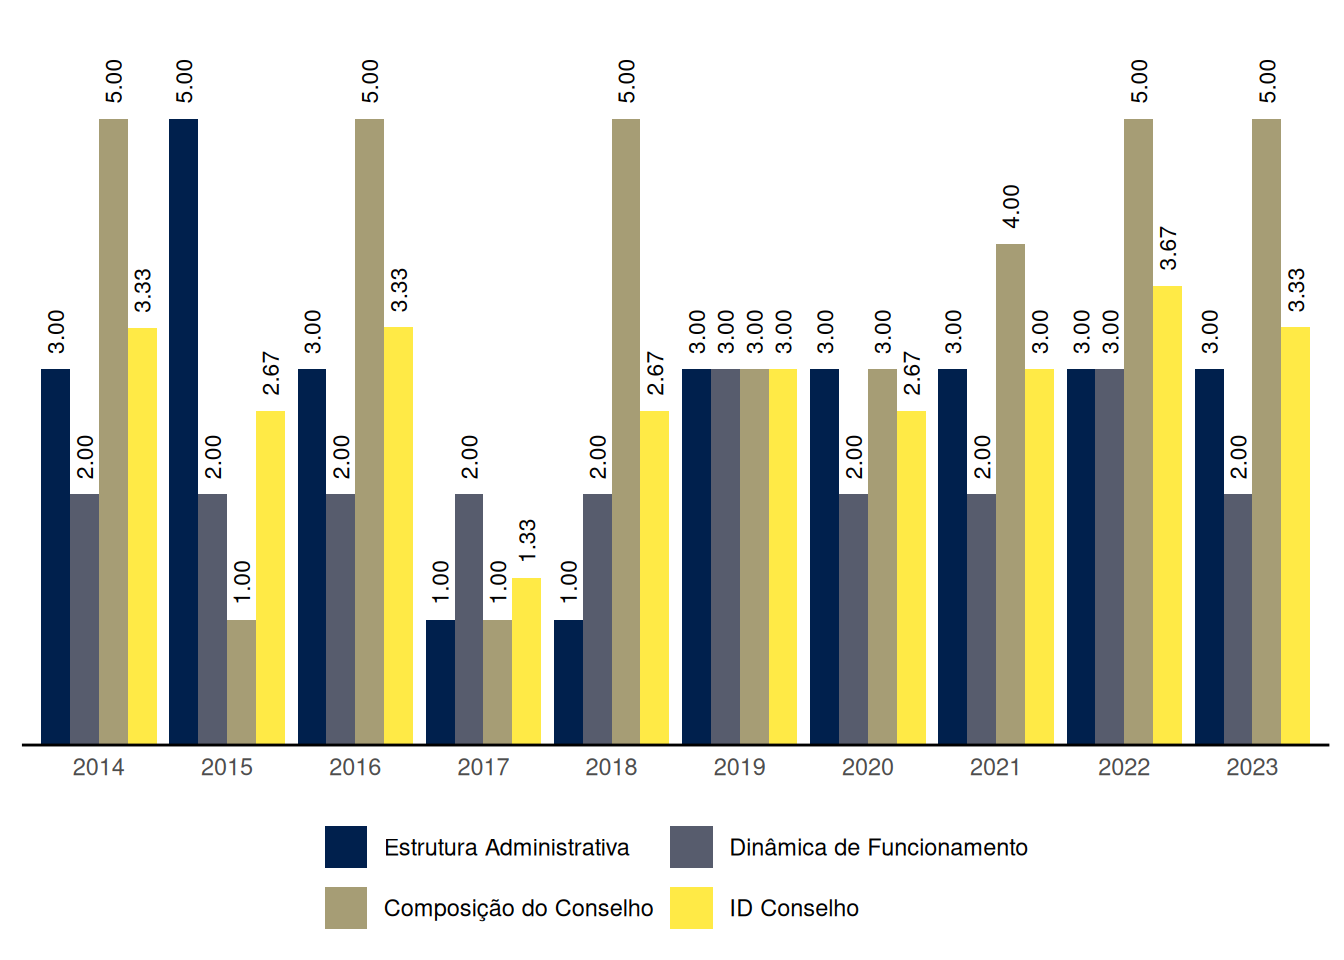 3.00 2.00 5.00 3.33 5.00 2.00 1.00 2.67 3.00 2.00 5.00 3.33 1.00 2.00 1.00 1.33 1.00 2.00 5.00 2.67 3.00 3.00 3.00 3.00 3.00 2.00 3.00 2.67 3.00 2.00 4.00 3.00 3.00 3.00 5.00 3.67 3.00 2.00 5.00 3.33
2014 2015 2016 2017 2018 2019 2020 2021 2022 2023
Estrutura Administrativa Dinâmica de Funcionamento
Composição do Conselho ID Conselho